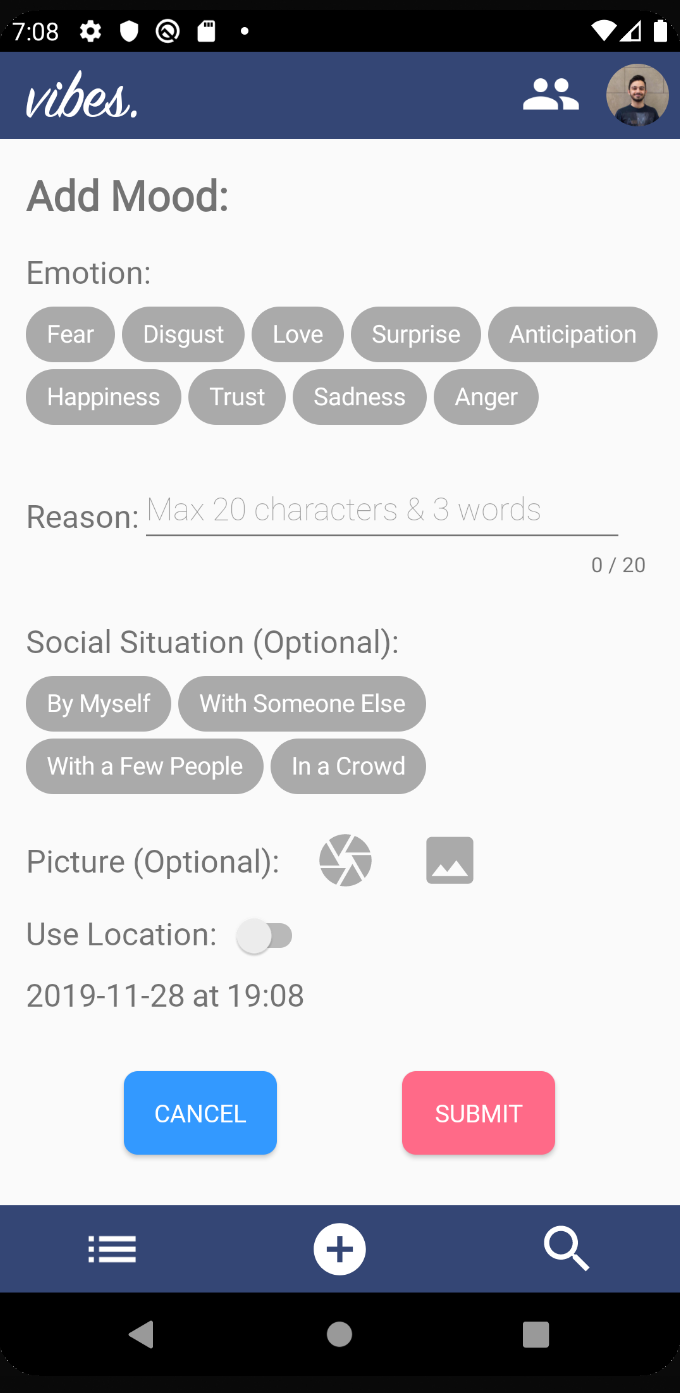 7:08
vibes.
Add Mood:
Emotion:
Fear Disgust Love Surprise Anticipation
Happiness Trust Sadness Anger
Reason: Max 20 characters & 3 words
0 / 20
Social Situation (Optional):
By Myself With Someone Else
With a Few People In a Crowd
Picture (Optional):
Use Location:
2019-11-28 at 19:08
CANCEL SUBMIT